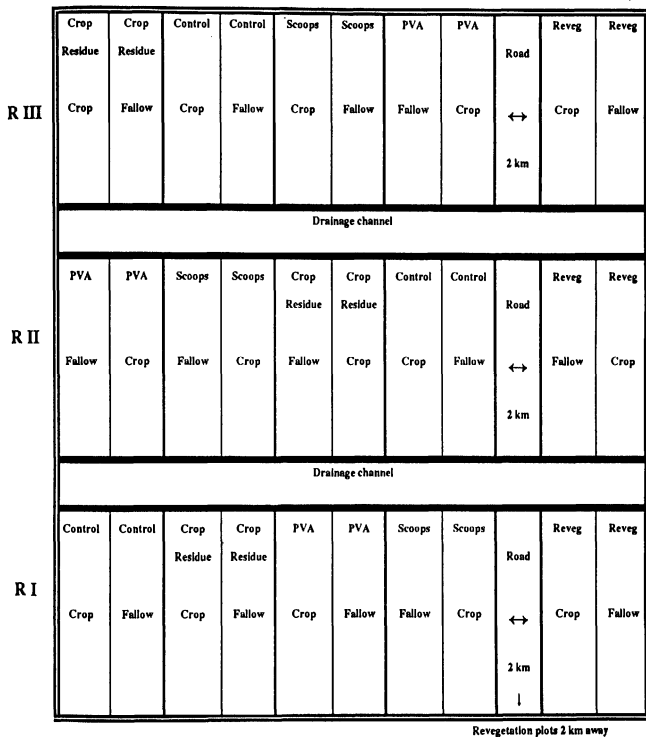 Crop Crop Control Control Scoops Scoops PVA PVA Reveg Reveg
Residue Residue Road
R III Crop Fallow Crop Fallow Crop Fallow Fallow Crop ↔ Crop Fallow
2 km
Drainage channel
PVA PVA Scoops Scoops Crop Crop Control Control Reveg Reveg
Residue Residue Road
R II
Fallow Crop Fallow Crop Fallow Crop Crop Fallow ↔ Fallow Crop
2 km
Drainage channel
Control Control Crop Crop PVA PVA Scoops Scoops Reveg Reveg
Residue Residue Road
R I
Crop Fallow Crop Fallow Crop Fallow Fallow Crop ↔ Crop Fallow
2 km
↓
Revegetation plots 2 km away